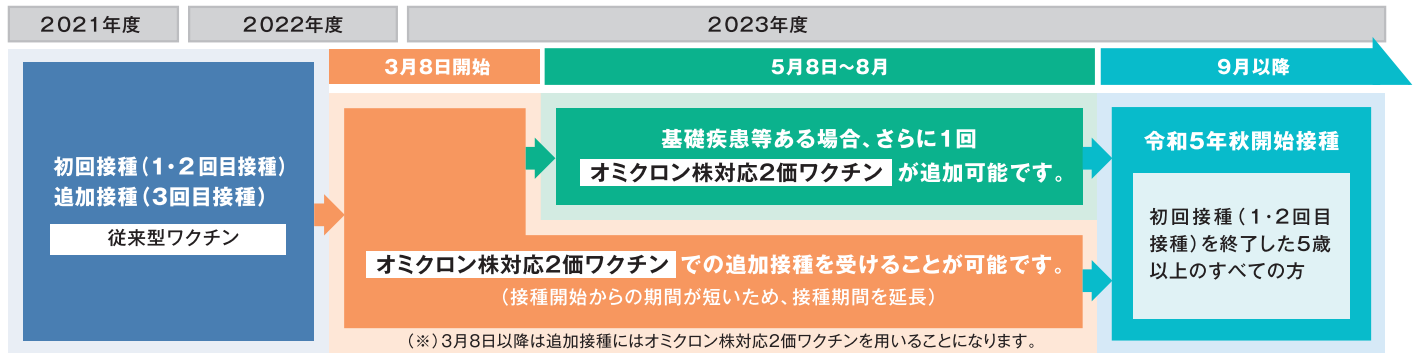 2021年度
2022年度
2023年度
3月8日開始
5月8日～8月
9月以降
初回接種（1・2回目接種）
追加接種（3回目接種）
従来型ワクチン
基礎疾患等ある場合、さらに1回
オミクロン株対応2価ワクチン が追加可能です。
オミクロン株対応2価ワクチン での追加接種を受けることが可能です。
（接種開始からの期間が短いため、接種期間を延長）
（※）3月8日以降は追加接種にはオミクロン株対応2価ワクチンを用いることになります。
令和5年秋開始接種
初回接種（1・2回目
接種）を終了した5歳
以上のすべての方